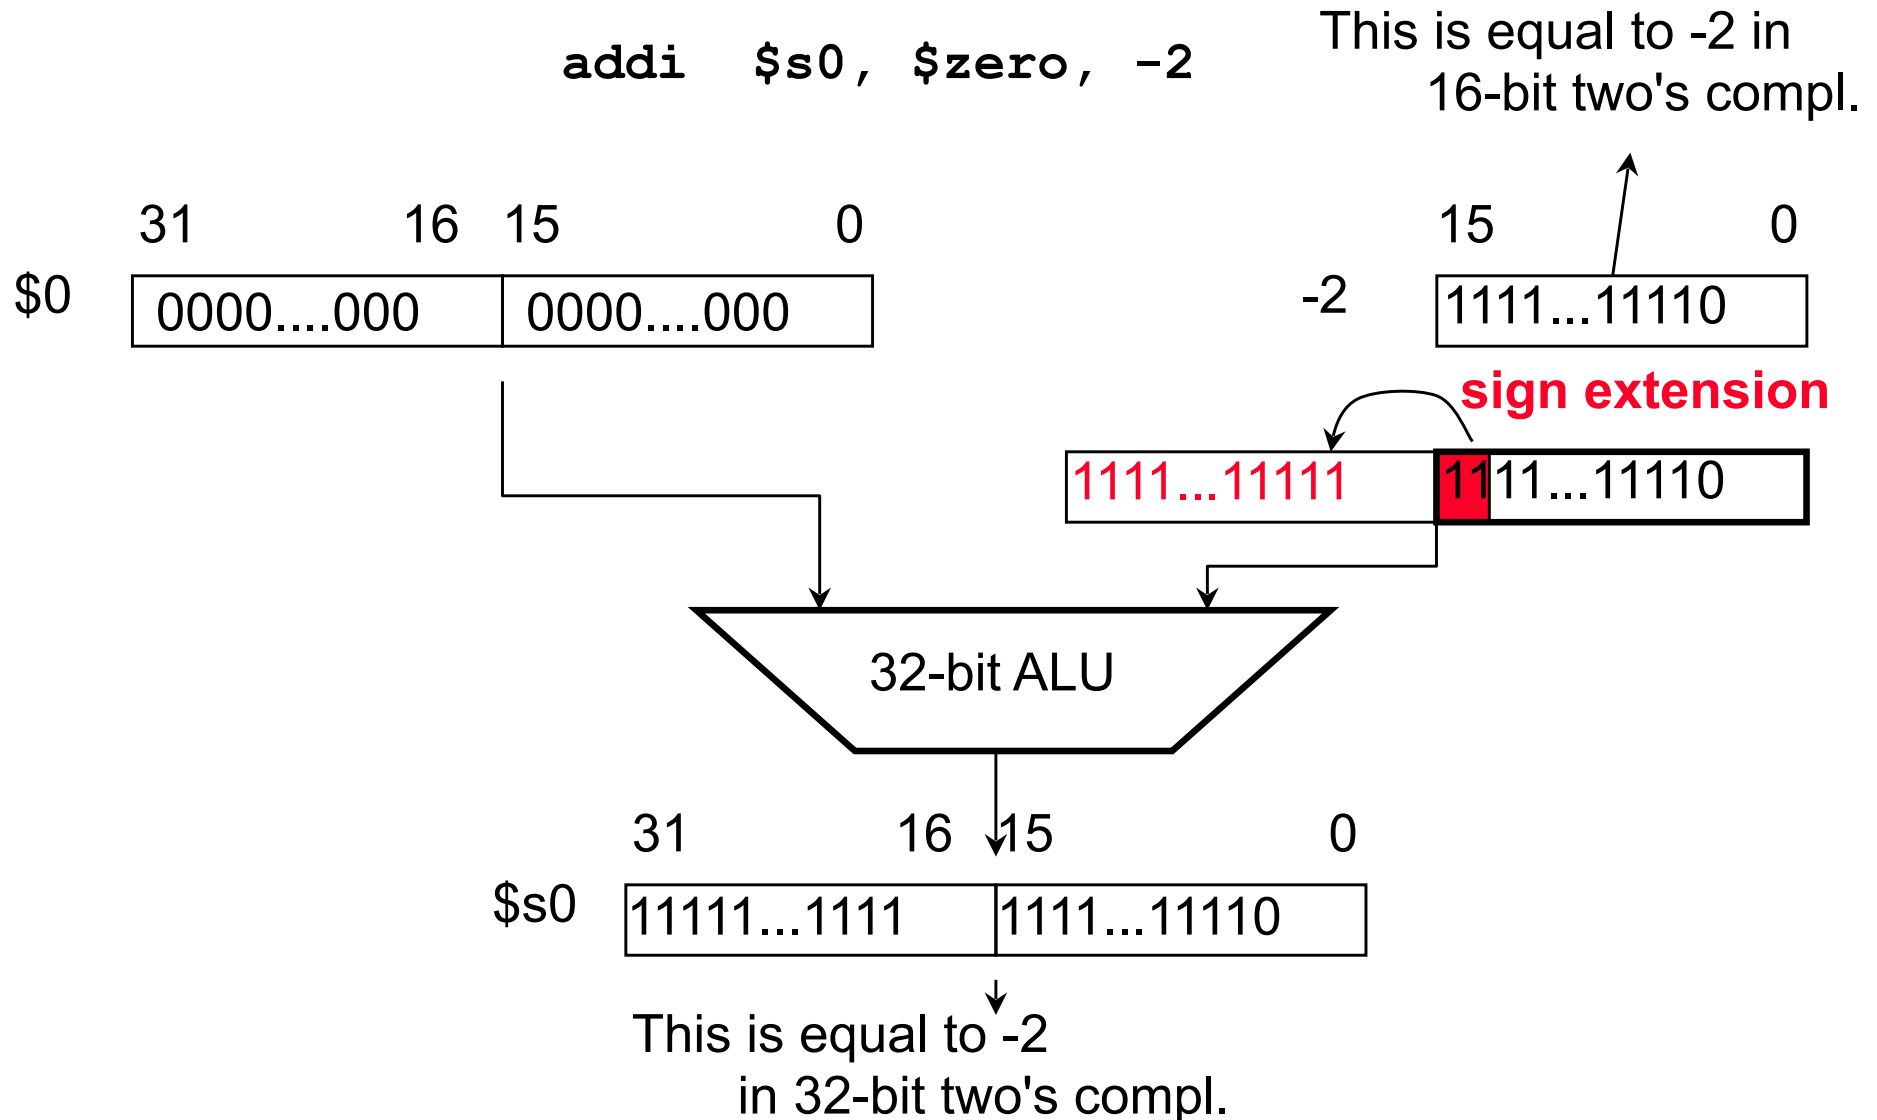 addi $s0, $zero, -2
This is equal to -2 in
16-bit two's compl.
31 16 15 0
15 0
$0 0000....000 0000....000
-2 1111...11110
sign extension
1111...11111 1111...11110
32-bit ALU
31 16 15 0
$s0 11111...1111 1111...11110
This is equal to -2
in 32-bit two's compl.